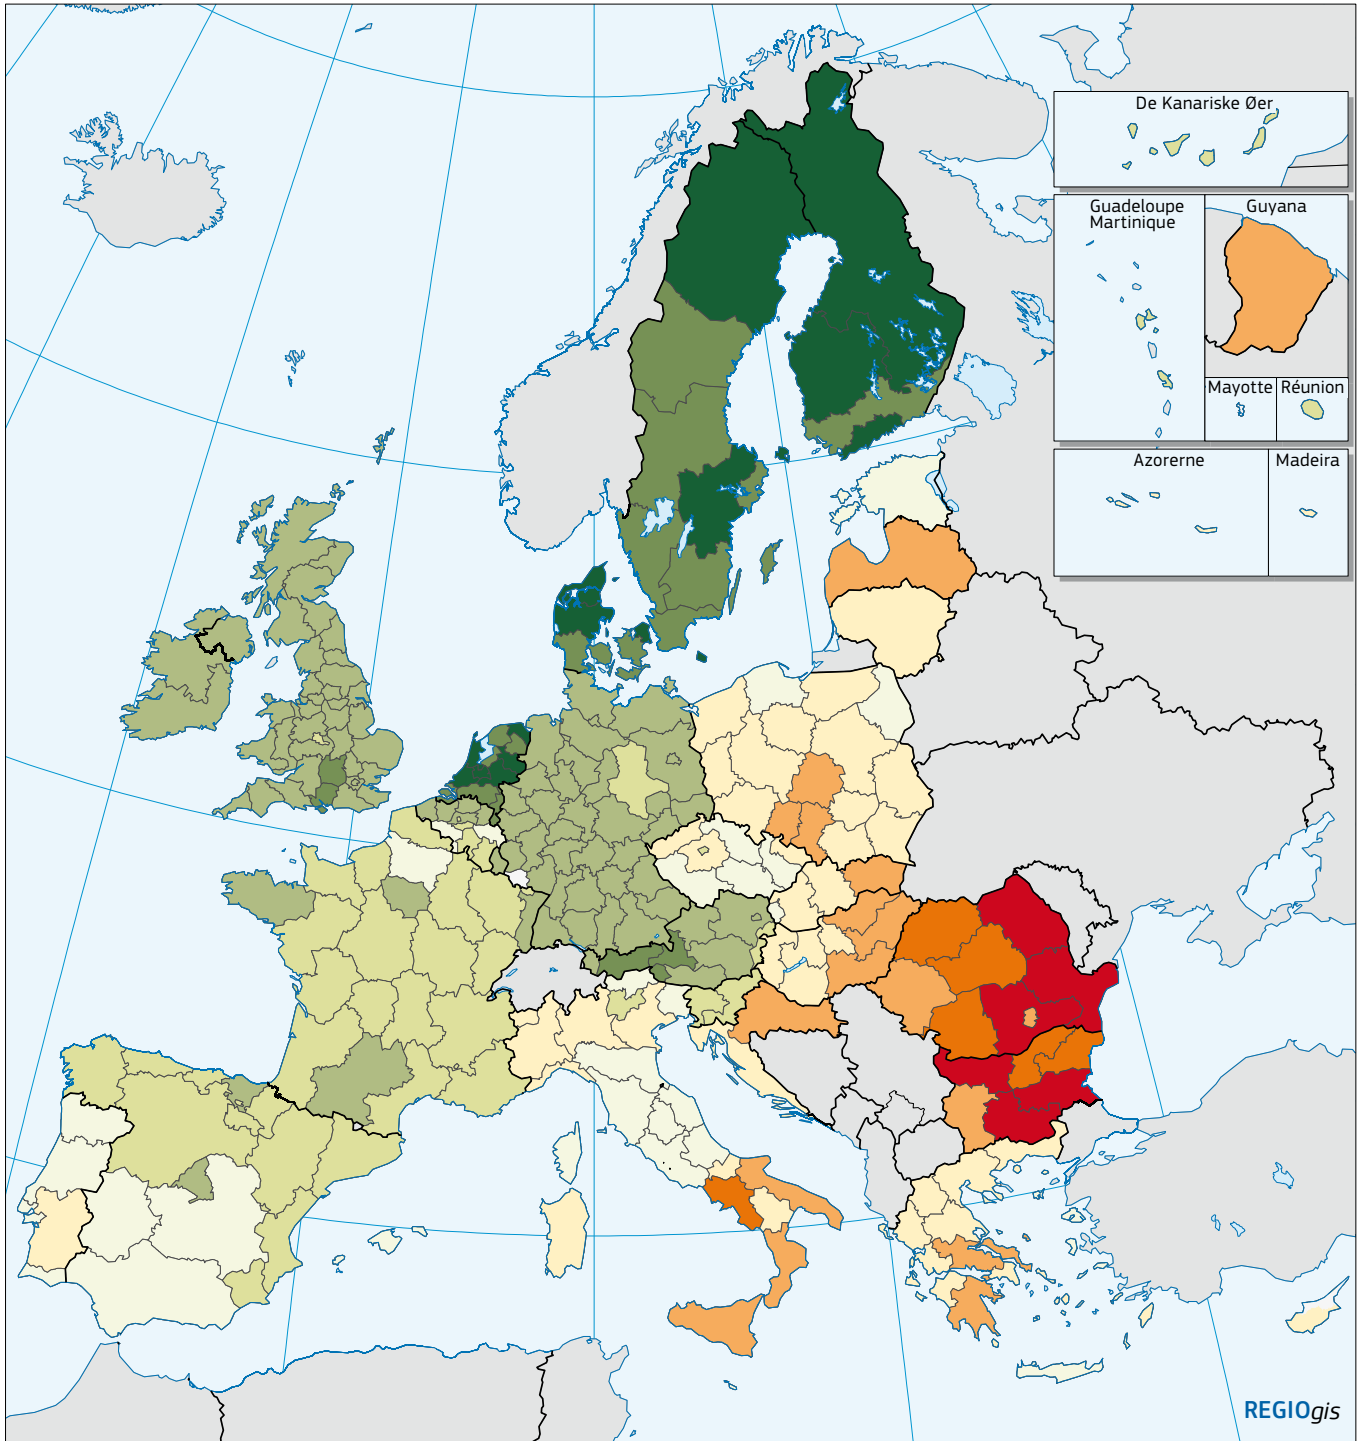 De Kanariske Øer
Guadeloupe
Martinique
Guyana
Mayotte
Réunion
Azorerne
Madeira
REGIOgis